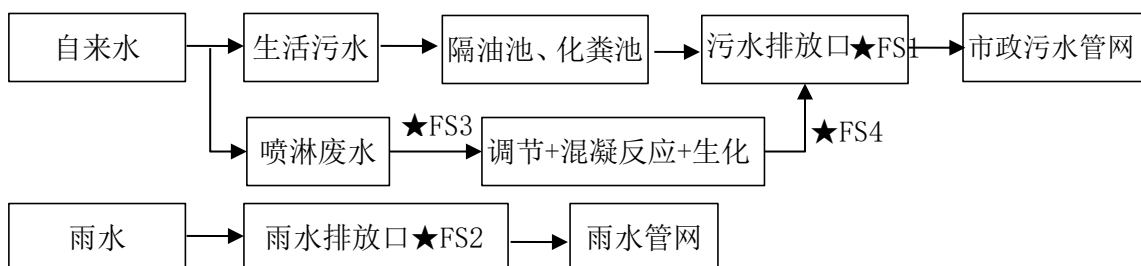 自来水
生活污水
隔油池、化粪池
污水排放口★FS1
市政污水管网
喷淋废水
★FS3
调节+混凝反应+生化
★FS4
雨水
雨水排放口★FS2
雨水管网